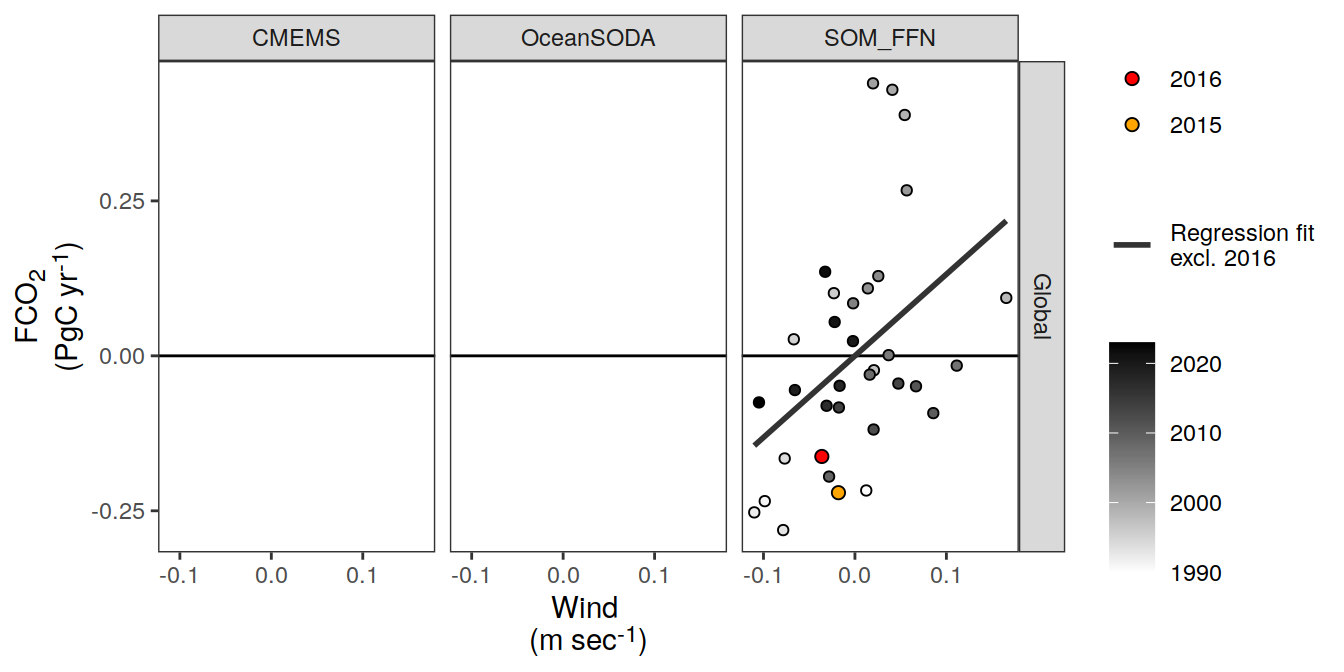 CMEMS
OceanSODA
SOM_FFN
Global
FCO2
(PgC yr-1)
0.25
0.00
-0.25
-0.1 0.0 0.1
-0.1 0.0 0.1
-0.1 0.0 0.1
Wind
(m sec-1)
2016
2015
Regression fit
excl. 2016
2020
2010
2000
1990